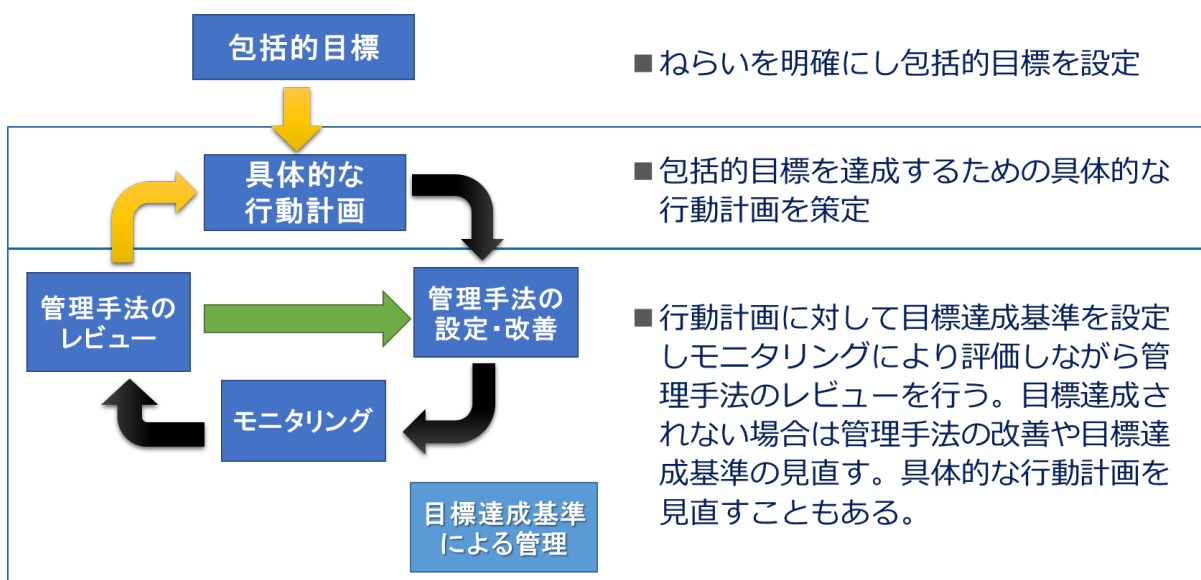 包括的目標
■ねらいを明確にし包括的目標を設定
具体的な
行動計画
■包括的目標を達成するための具体的な
行動計画を策定
管理手法の
レビュー
管理手法の
設定・改善
モニタリング
目標達成基準
による管理
■行動計画に対して目標達成基準を設定
しモニタリングにより評価しながら管
理手法のレビューを行う。目標達成さ
れない場合は管理手法の改善や目標達
成基準の見直す。具体的な行動計画を
見直すこともある。